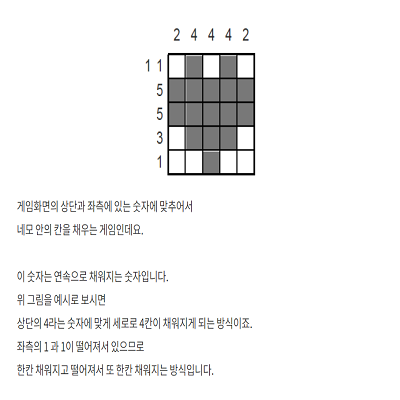 2 4 4 4 2
1 1
5
5
3
1
게임화면의 상단과 좌측에 있는 숫자에 맞추어서
네모 안의 칸을 채우는 게임인데요.
이 숫자는 연속으로 채워지는 숫자입니다.
위 그림을 예시로 보시면
상단의 4라는 숫자에 맞게 세로로 4칸이 채워지게 되는 방식이죠.
좌측의 1 과 1이 떨어져서 있으므로
한칸 채워지고 떨어져서 또 한칸 채워지는 방식입니다.